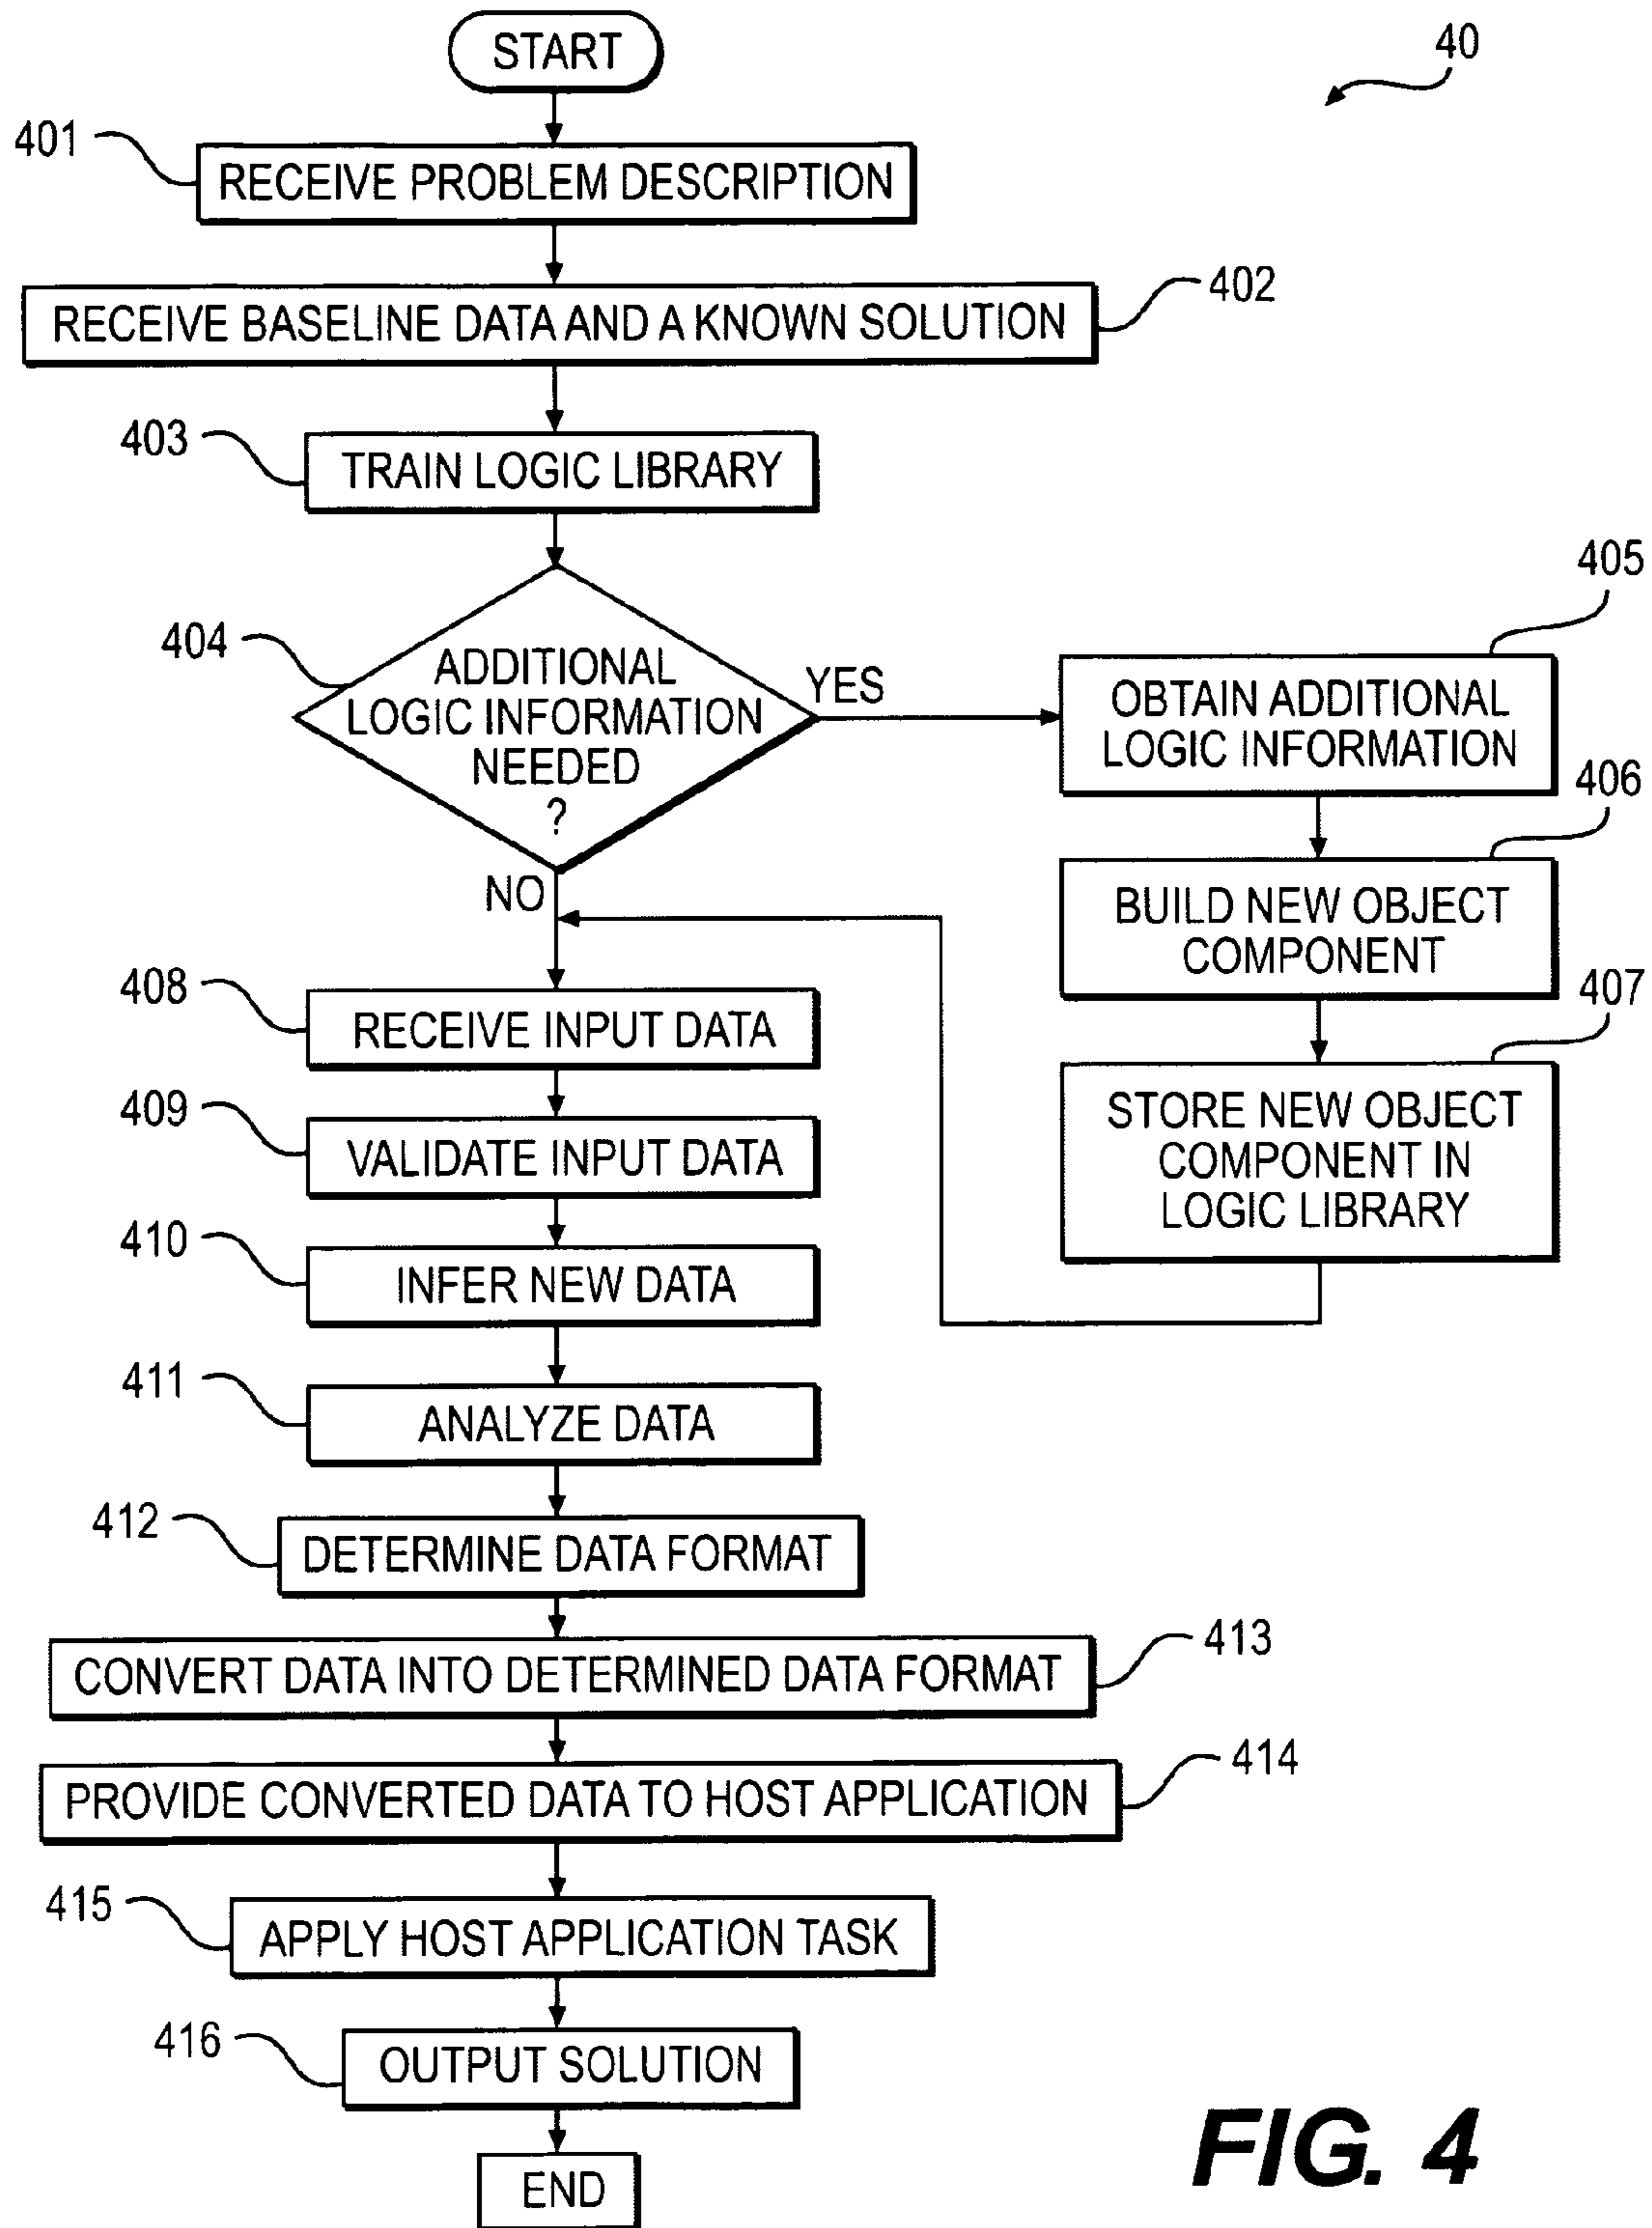 START
40
401
RECEIVE PROBLEM DESCRIPTION
402
RECEIVE BASELINE DATA AND A KNOWN SOLUTION
403
TRAIN LOGIC LIBRARY
404
ADDITIONAL
LOGIC INFORMATION
NEEDED
?
YES
NO
405
OBTAIN ADDITIONAL
LOGIC INFORMATION
406
BUILD NEW OBJECT
COMPONENT
407
STORE NEW OBJECT
COMPONENT IN
LOGIC LIBRARY
408
RECEIVE INPUT DATA
409
VALIDATE INPUT DATA
410
INFER NEW DATA
411
ANALYZE DATA
412
DETERMINE DATA FORMAT
413
CONVERT DATA INTO DETERMINED DATA FORMAT
414
PROVIDE CONVERTED DATA TO HOST APPLICATION
415
APPLY HOST APPLICATION TASK
416
OUTPUT SOLUTION
END
FIG. 4